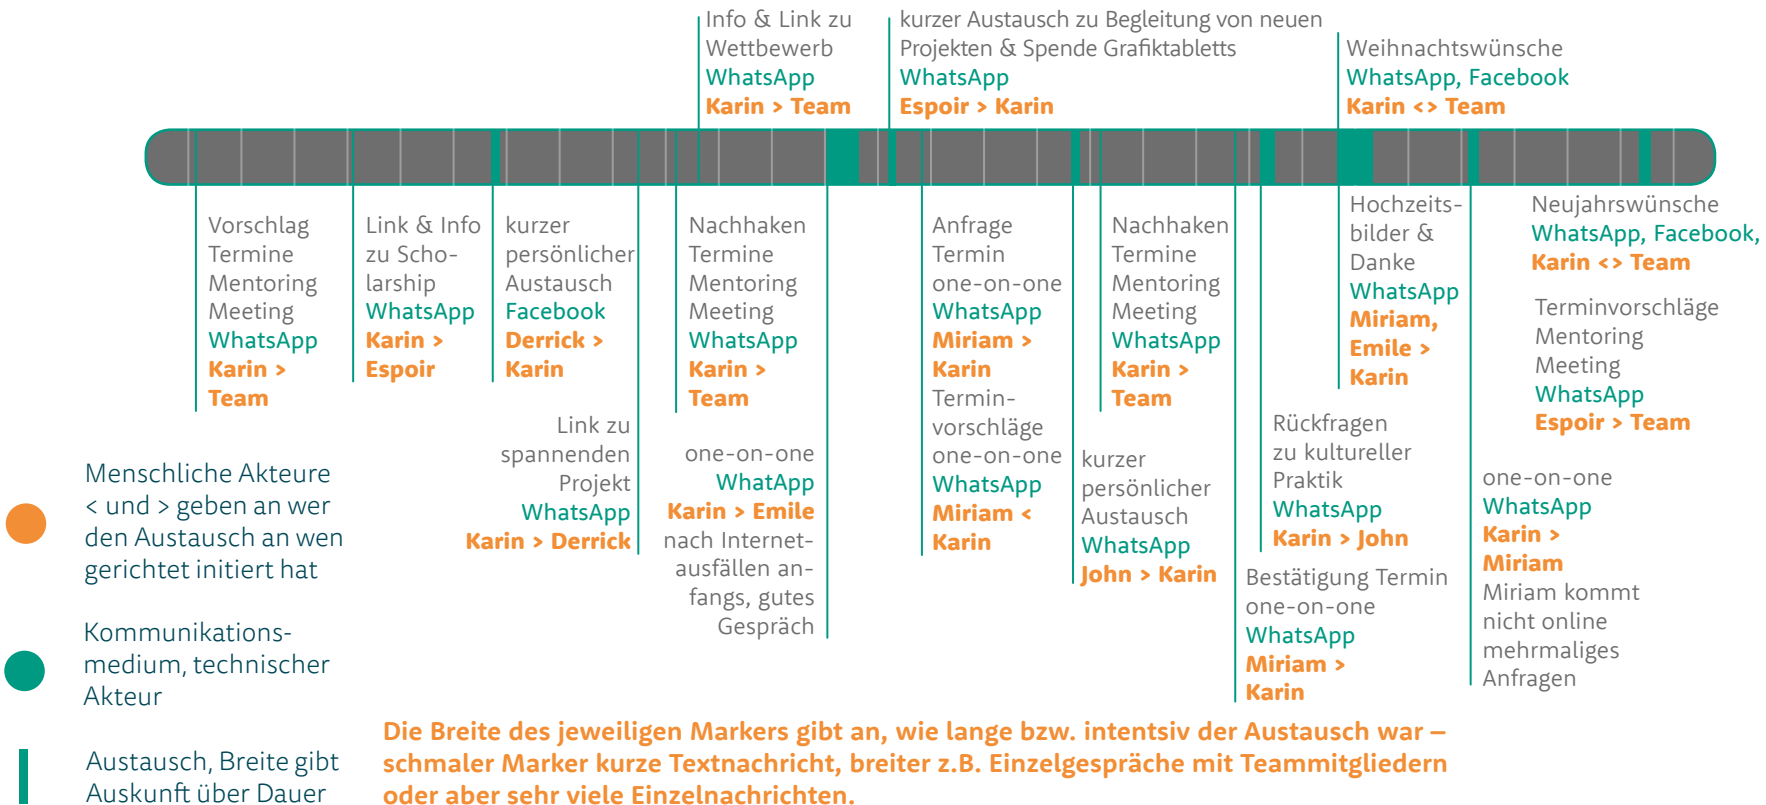 Info & Link zu
Wettbewerb
WhatsApp
Karin > Team
kurzer Austausch zu Begleitung von neuen
Projekten & Spende Grafiktabletts
WhatsApp
Espoir > Karin
Weihnachtswünsche
WhatsApp, Facebook
Karin <> Team
Vorschlag
Termine
Mentoring
Meeting
WhatsApp
Karin >
Team
Link & Info
zu Scho-
larship
WhatsApp
Karin >
Espoir
kurzer
persönlicher
Austausch
Facebook
Derrick >
Karin
Link zu
spannenden
Projekt
WhatsApp
Karin > Derrick
Nachhaken
Termine
Mentoring
Meeting
WhatsApp
Karin >
Team
one-on-one
WhatApp
Karin > Emile
nach Internet-
ausfällen an-
fangs, gutes
Gespräch
Anfrage
Termin
one-on-one
WhatsApp
Miriam >
Karin
Termin-
vorschläge
one-on-one
WhatsApp
Miriam <
Karin
kurzer
persönlicher
Austausch
WhatsApp
John > Karin
Nachhaken
Termine
Mentoring
Meeting
WhatsApp
Karin >
Team
Bestätigung Termin
one-on-one
WhatsApp
Miriam >
Karin
Rückfragen
zu kultureller
Praktik
WhatsApp
Karin > John
Hochzeits-
bilder &
Danke
WhatsApp
Miriam,
Emile >
Karin
one-on-one
WhatsApp
Karin >
Miriam
Miriam kommt
nicht online
mehrmaliges
Anfragen
Neujahrswünsche
WhatsApp, Facebook,
Karin <> Team
Terminvorschläge
Mentoring
Meeting
WhatsApp
Espoir > Team
Menschliche Akteure
< und > geben an wer
den Austausch an wen
gerichtet initiert hat
Kommunikations-
medium, technischer
Akteur
Austausch, Breite gibt
Auskunft über Dauer
Die Breite des jeweiligen Markers gibt an, wie lange bzw. intentsiv der Austausch war –
schmaler Marker kurze Textnachricht, breiter z.B. Einzelgespräche mit Teammitgliedern
oder aber sehr viele Einzelnachrichten.